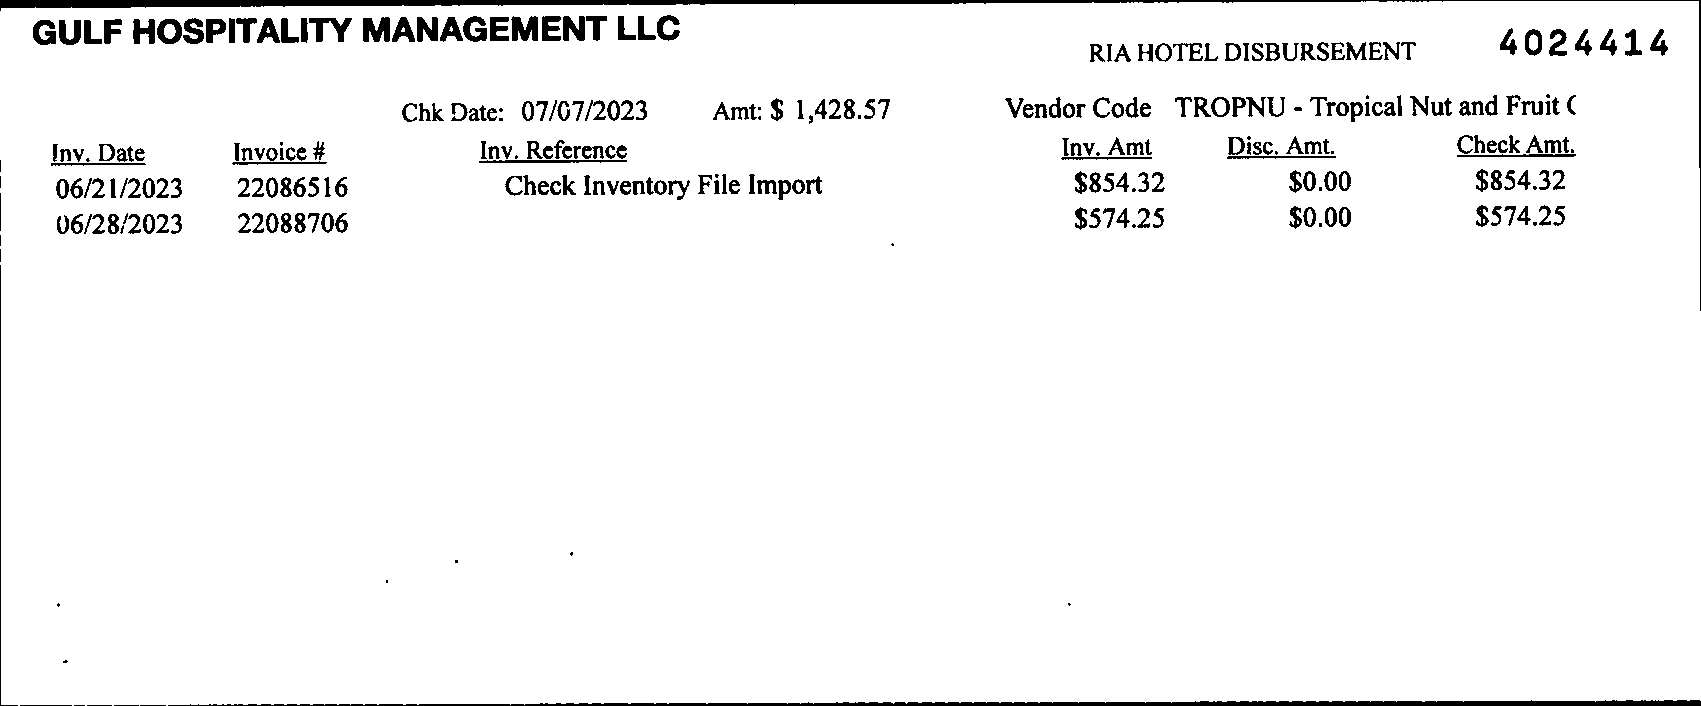 GULF HOSPITALITY MANAGEMENT LLC
RIA HOTEL DISBURSEMENT 4024414
Chk Date: 07/07/2023 Amt: $ 1,428.57 Vendor Code TROPNU - Tropical Nut and Fruit C
Inv. Date Invoice # Inv. Reference Inv. Amt Disc. Amt. Check Amt.
06/21/2023 22086516 Check Inventory File Import $854.32 $0.00 $854.32
06/28/2023 22088706 $574.25 $0.00 $574.25